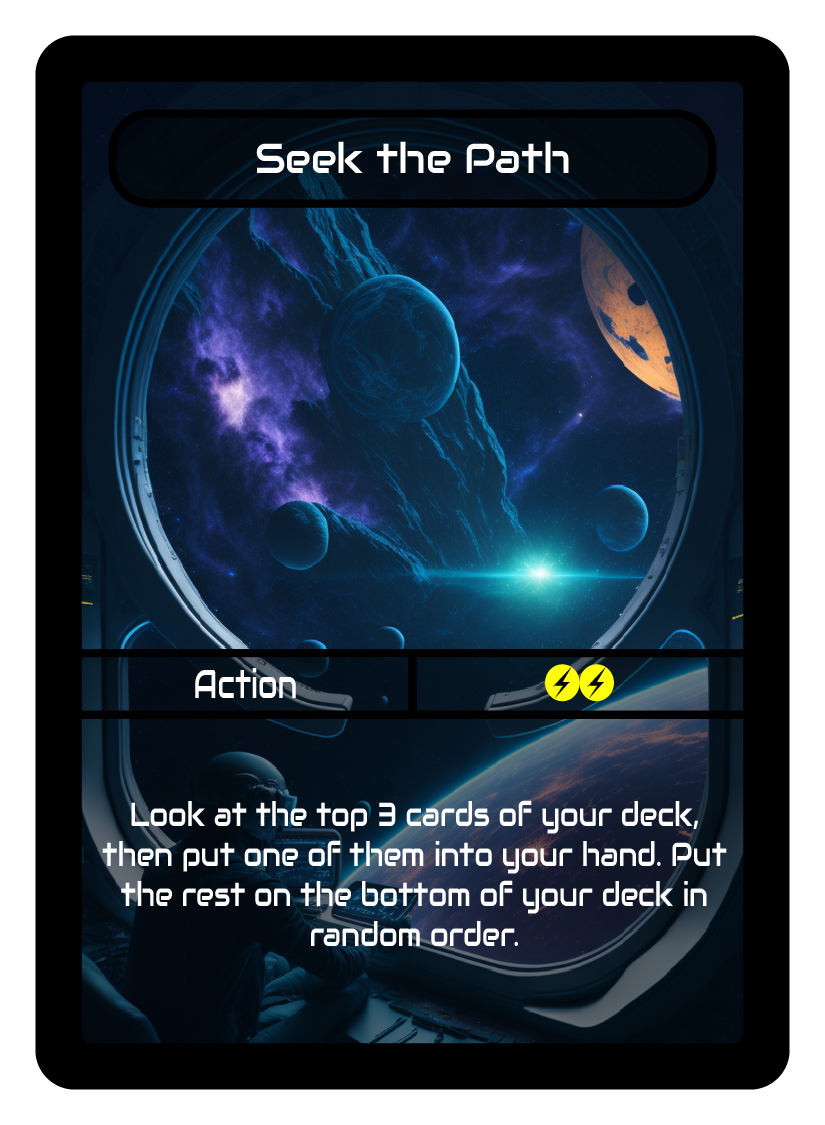 Seek the Path
Action
Look at the top 3 cards of your deck,
then put one of them into your hand. Put
the rest on the bottom of your deck in
random order.